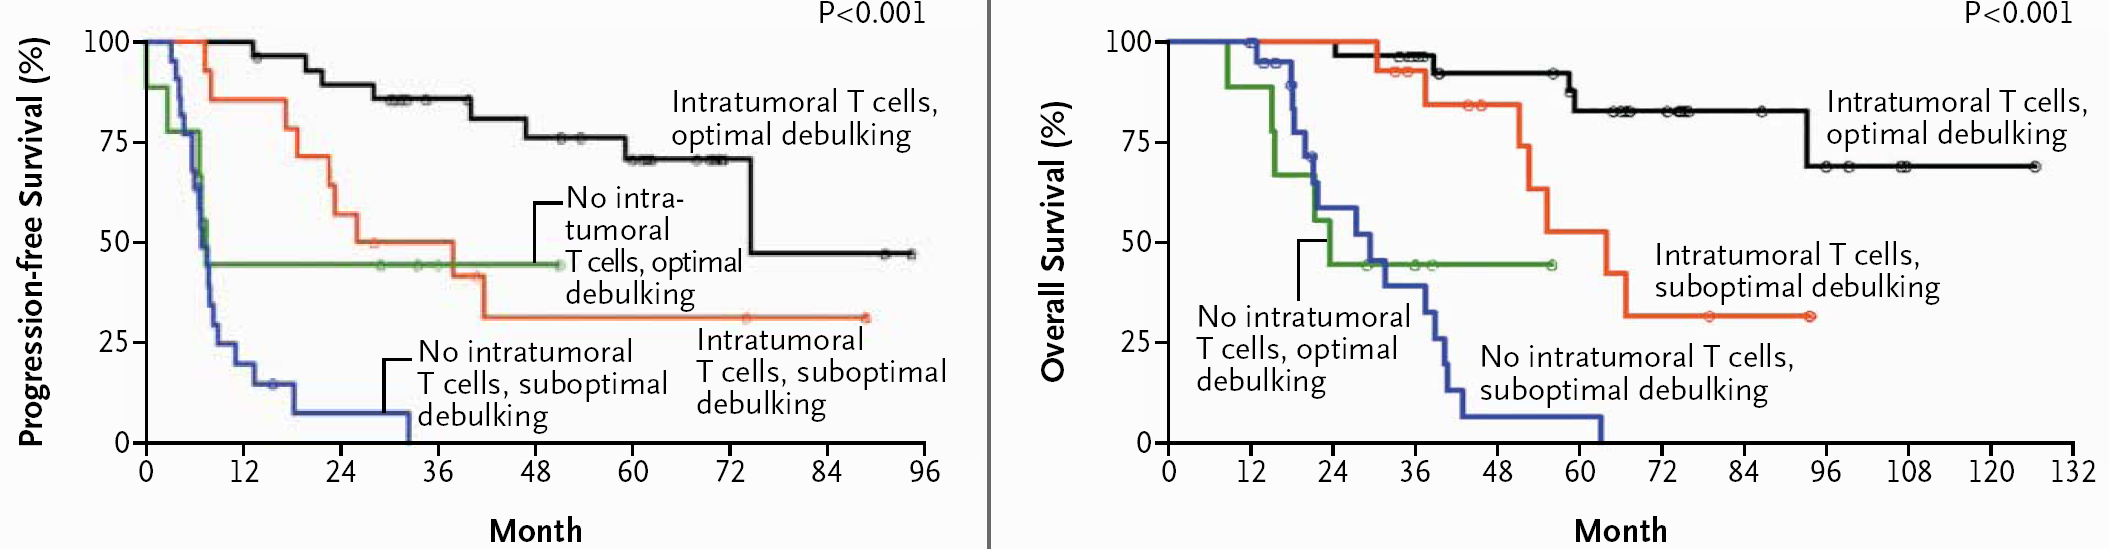 P<0.001
Progression-free Survival (%)
100
75
50
25
0
Intratumoral T cells,
optimal debulking
No intra-
tumoral
T cells, optimal
debulking
No intratumoral
T cells, suboptimal
debulking
Intratumoral
T cells, suboptimal
debulking
0 12 24 36 48 60 72 84 96
Month
P<0.001
Overall Survival (%)
100
75
50
25
0
Intratumoral T cells,
optimal debulking
Intratumoral T cells,
suboptimal debulking
No intratumoral
T cells, optimal
debulking
No intratumoral T cells,
suboptimal debulking
0 12 24 36 48 60 72 84 96 108 120 132
Month